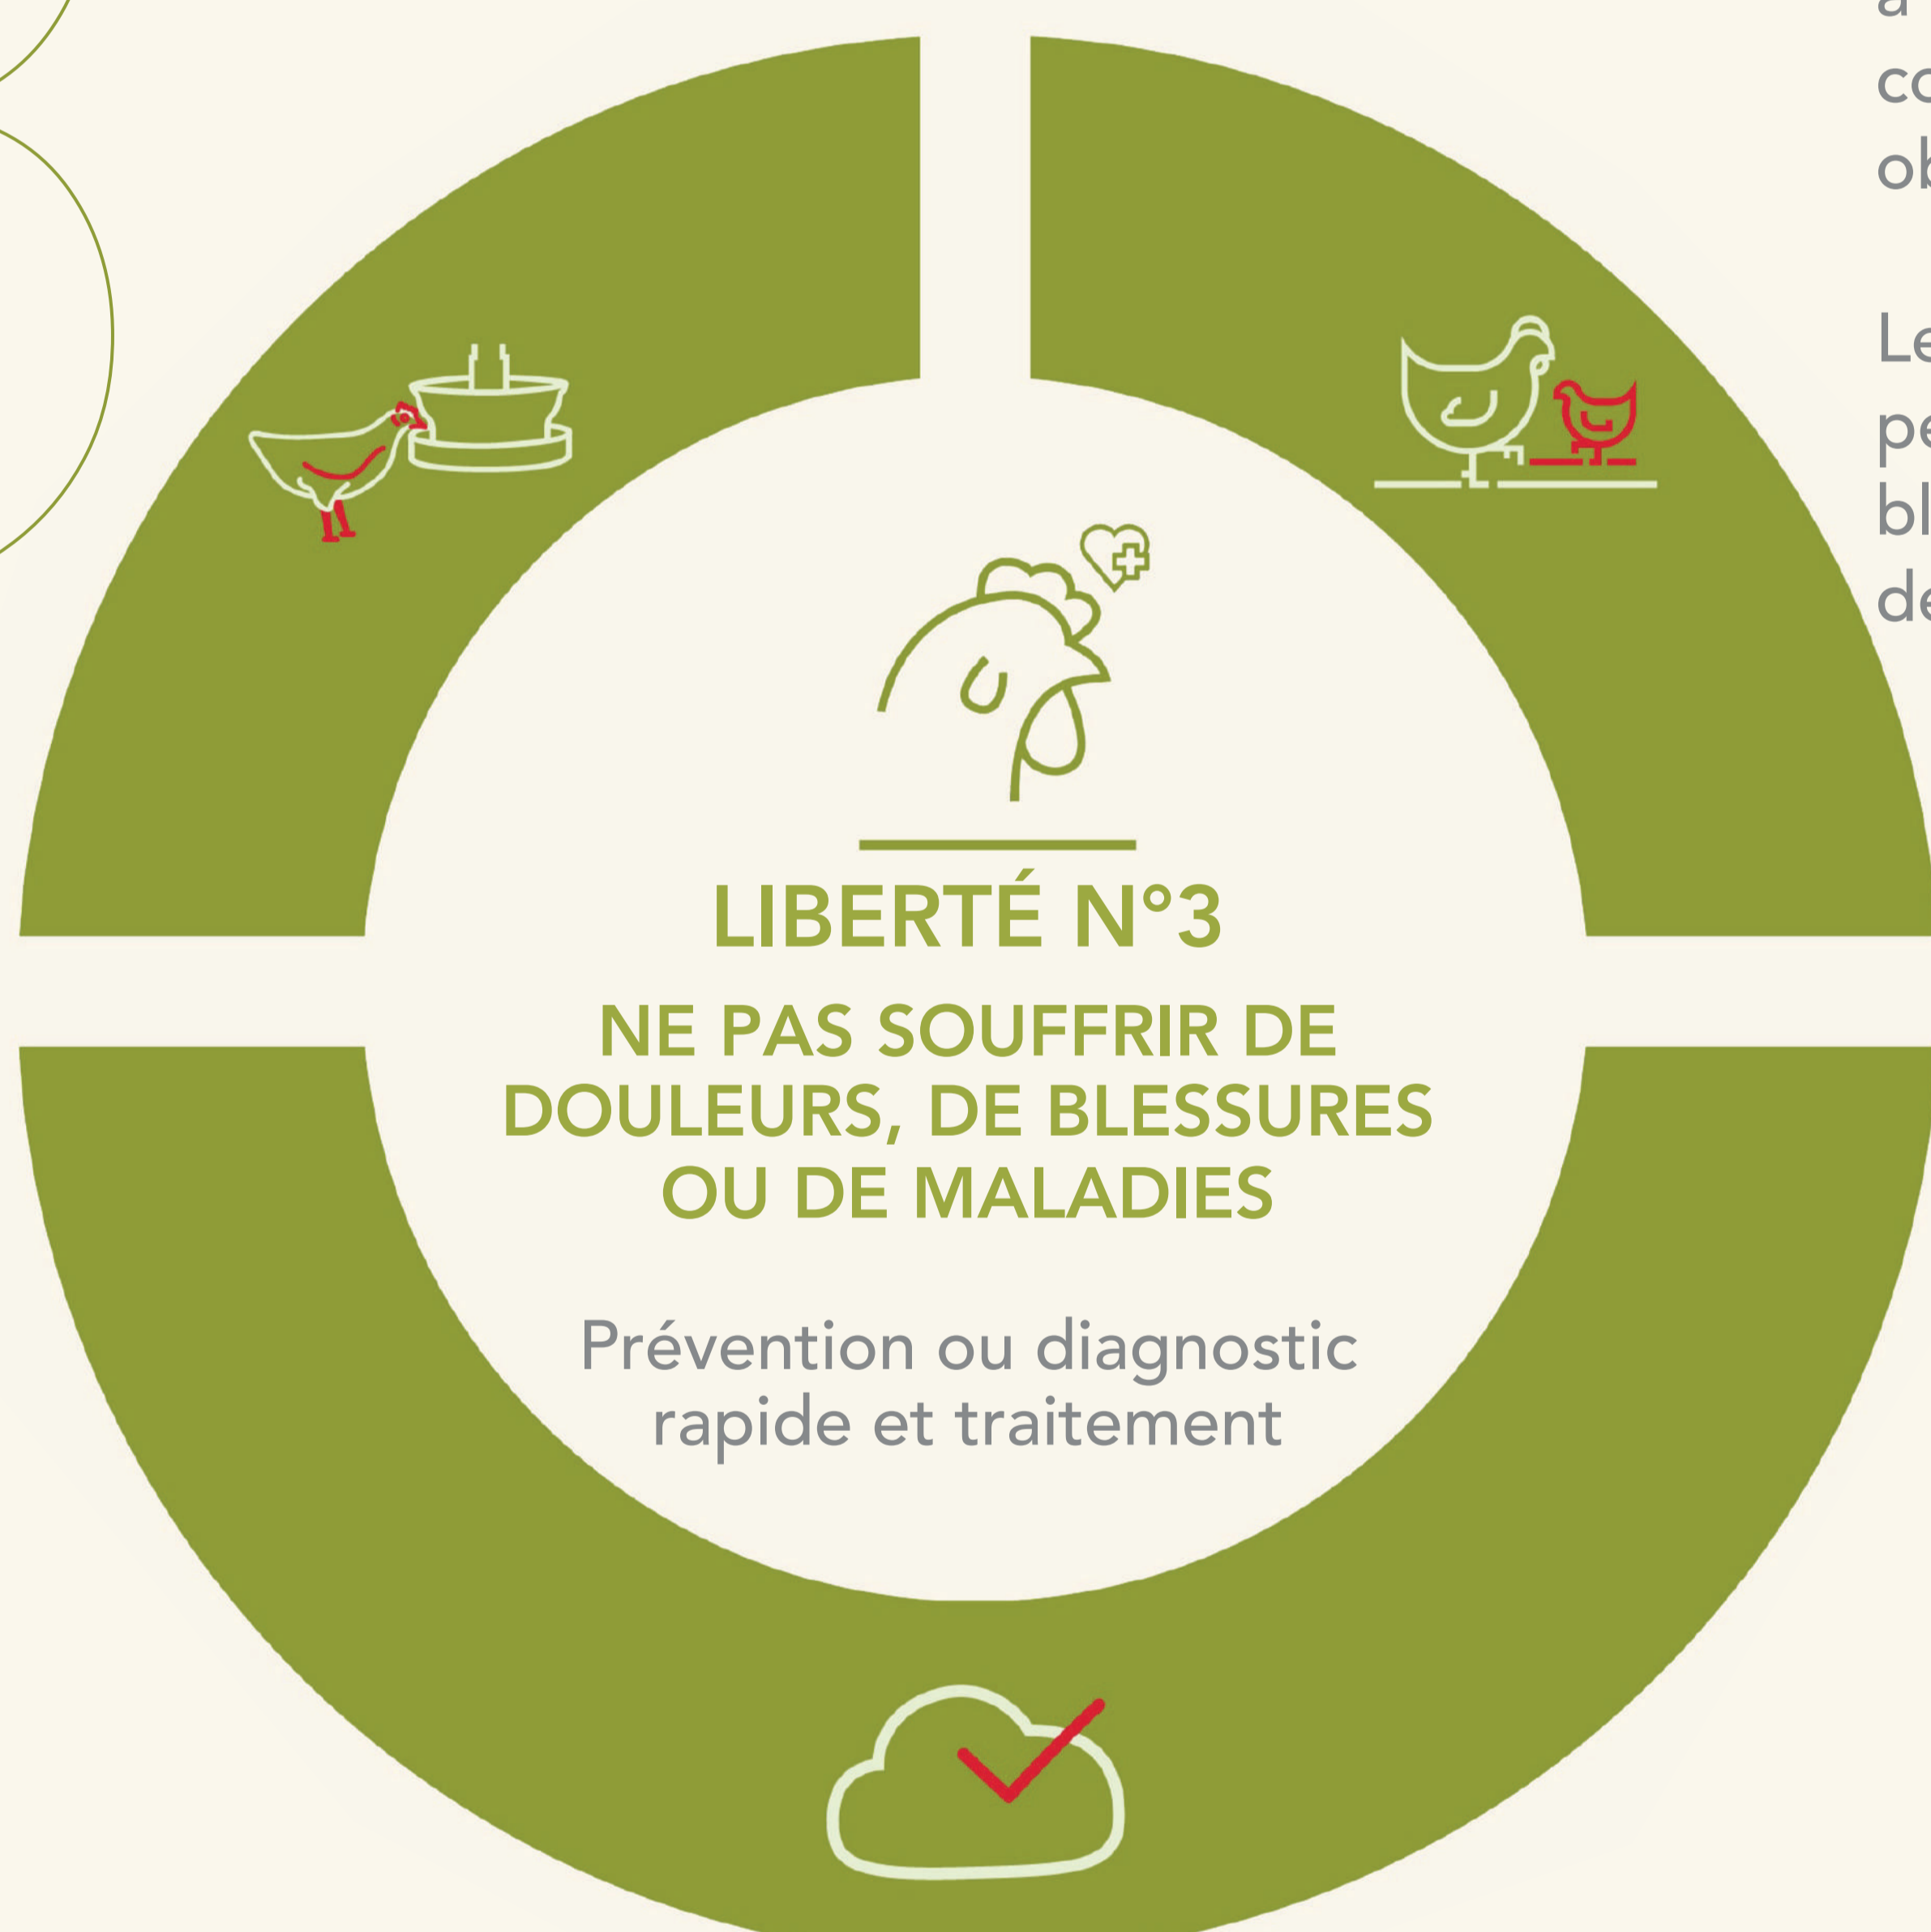 LIBERTÉ N°3
NE PAS SOUFFRIR DE
DOULEURS, DE BLESSURES
OU DE MALADIES
Prévention ou diagnostic
rapide et traitement